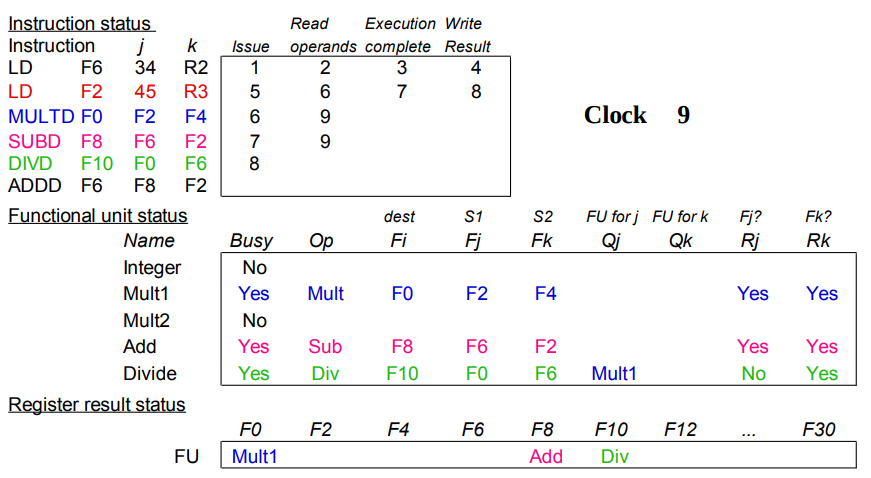 Instruction status Read Execution Write
Instruction j k Issue operands complete Result
LD F6 34 R2 1 2 3 4
LD F2 45 R3 5 6 7 8
MULTD F0 F2 F4 6 9 Clock 9
SUBD F8 F6 F2 7 9
DIVD F10 F0 F6 8
ADDD F6 F8 F2
Functional unit status dest S1 S2 FU for j FU for k Fj? Fk?
Name Busy Op Fi Fj Fk Qj Qk Rj Rk
Integer No
Mult1 Yes Mult F0 F2 F4 Yes Yes
Mult2 No
Add Yes Sub F8 F6 F2 Yes Yes
Divide Yes Div F10 F0 F6 Mult1 No Yes
Register result status
F0 F2 F4 F6 F8 F10 F12 ... F30
FU Mult1 Add Div